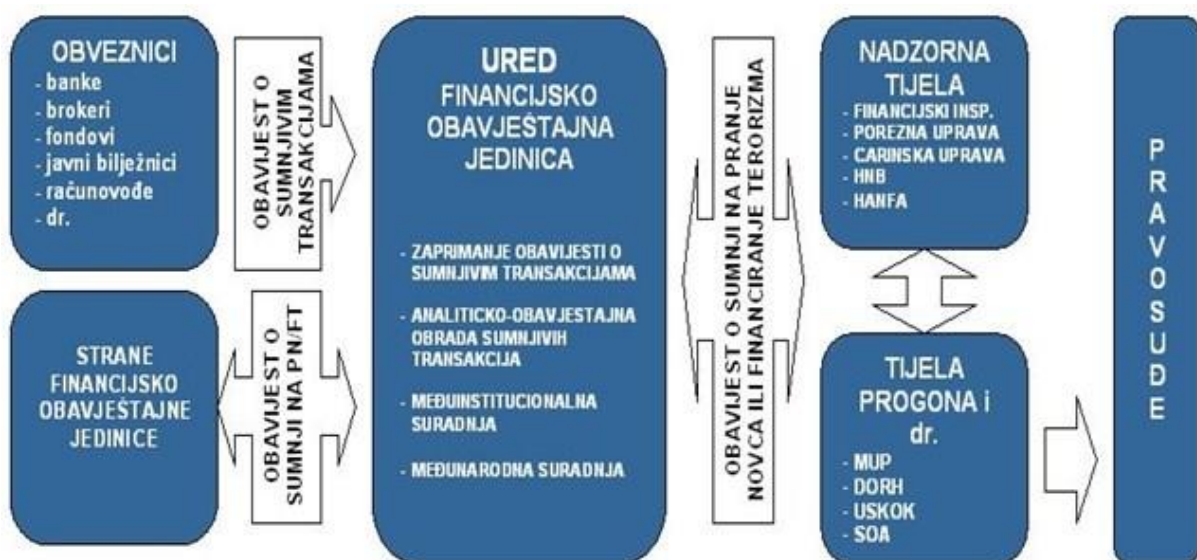 OBVEZNICI
- banke
- brokeri
- fondovi
- javni bilježnici
- računovođe
- dr.
OBAVIJEST O
SUMNJIVIM
TRANSAKCIJAMA
STRANE
FINANCIJSKO
OBAVJEŠTAJNE
JEDINICE
OBAVIJEST O
SUMNJI NA PN/FT
URED
FINANCIJSKO
OBAVJEŠTAJNA
JEDINICA
- ZAPRIMANJE OBAVIJESTI O
SUMNJIVIM TRANSAKCIJAMA
- ANALITICKO-OBAVJESTAJNA
OBRADA SUMNJIVIH
TRANSAKCIJA
- MEĐUINSTITUCIONALNA
SURADNJA
- MEĐUNARODNA SURADNJA
OBAVIJEST O SUMNJI NA PRANJE
NOVCA ILI FINANCIRANJE TERORIZMA
NADZORNA
TIJELA
- FINANCIJSKI INSP.
- POREZNA UPRAVA
- CARINSKA UPRAVA
- HNB
- HANFA
TIJELA
PROGONA i
dr.
- MUP
- DORH
- USKOK
- SOA
PRAVOSUĐE